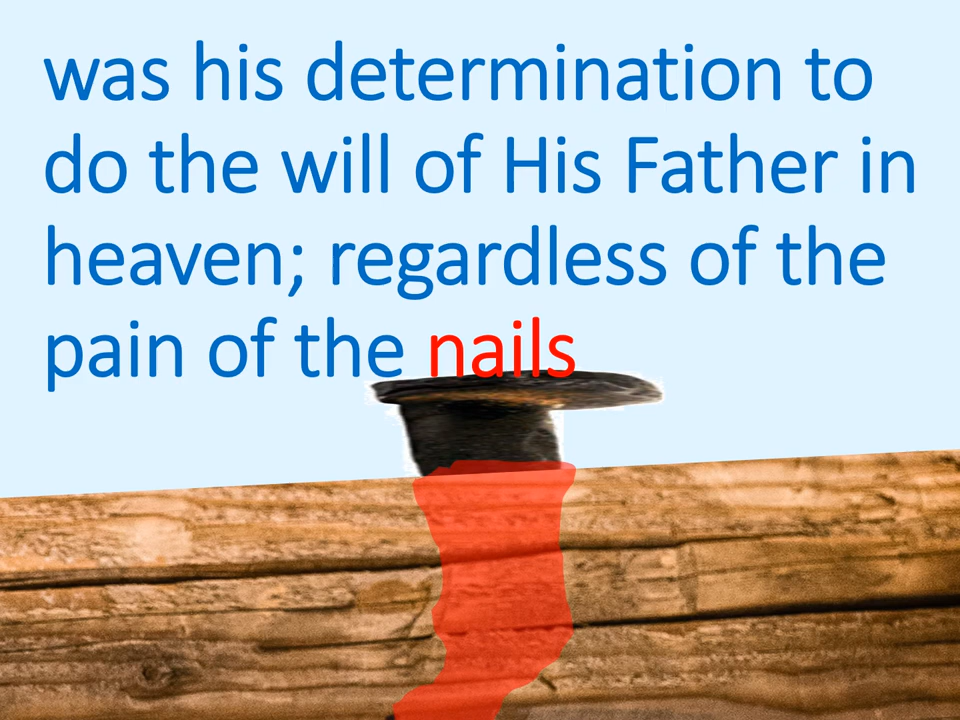 was his determination to
do the will of His Father in
heaven; regardless of the
pain of the nails